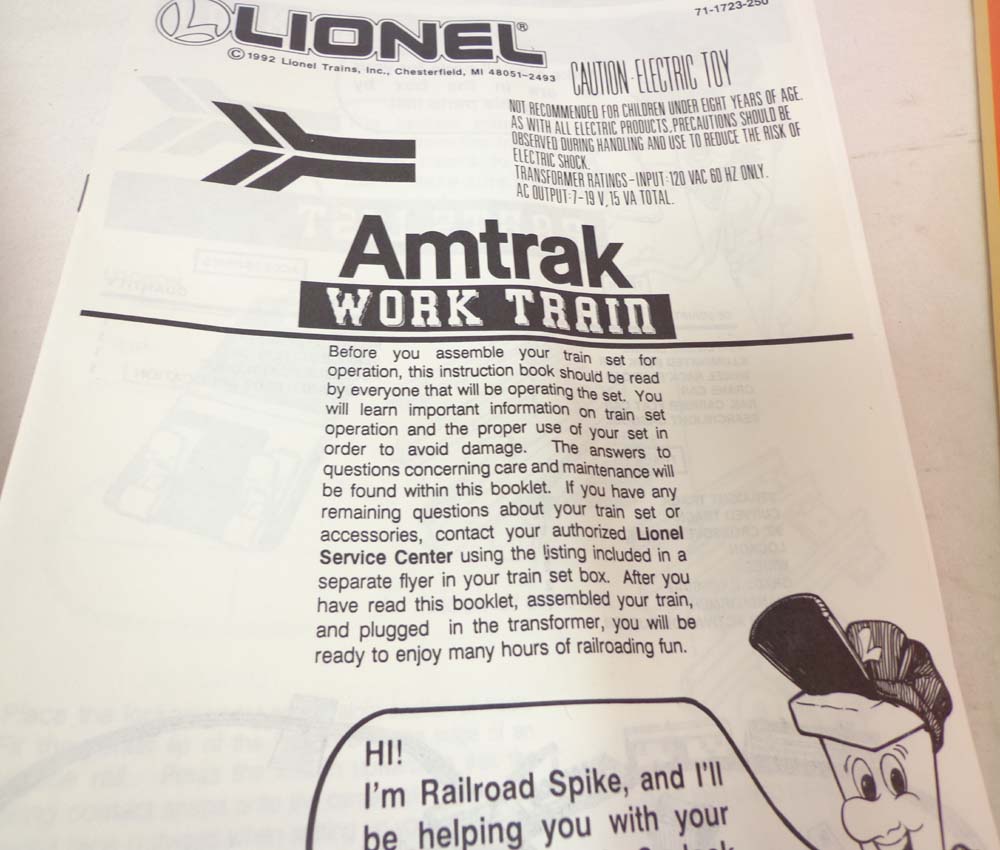 71-1723-250
LIONEL®
©1992 Lionel Trains, Inc., Chesterfield, MI 48051-2493
CAUTION-ELECTRIC TOY
NOT RECOMMENDED FOR CHILDREN UNDER EIGHT YEARS OF AGE.
AS WITH ALL ELECTRIC PRODUCTS, PRECAUTIONS SHOULD BE
OBSERVED DURING HANDLING AND USE TO REDUCE THE RISK OF
ELECTRIC SHOCK.
TRANSFORMER RATINGS-INPUT:120 VAC 60 HZ ONLY.
AC OUTPUT:7-19 V, 15 VA TOTAL.
Amtrak
WORK TRAIN
Before you assemble your train set for
operation, this instruction book should be read
by everyone that will be operating the set. You
will learn important information on train set
operation and the proper use of your set in
order to avoid damage. The answers to
questions concerning care and maintenance will
be found within this booklet. If you have any
remaining questions about your train set or
accessories, contact your authorized Lionel
Service Center using the listing included in a
separate flyer in your train set box. After you
have read this booklet, assembled your train,
and plugged in the transformer, you will be
ready to enjoy many hours of railroading fun.
HI!
I'm Railroad Spike, and I'll
be helping you with your